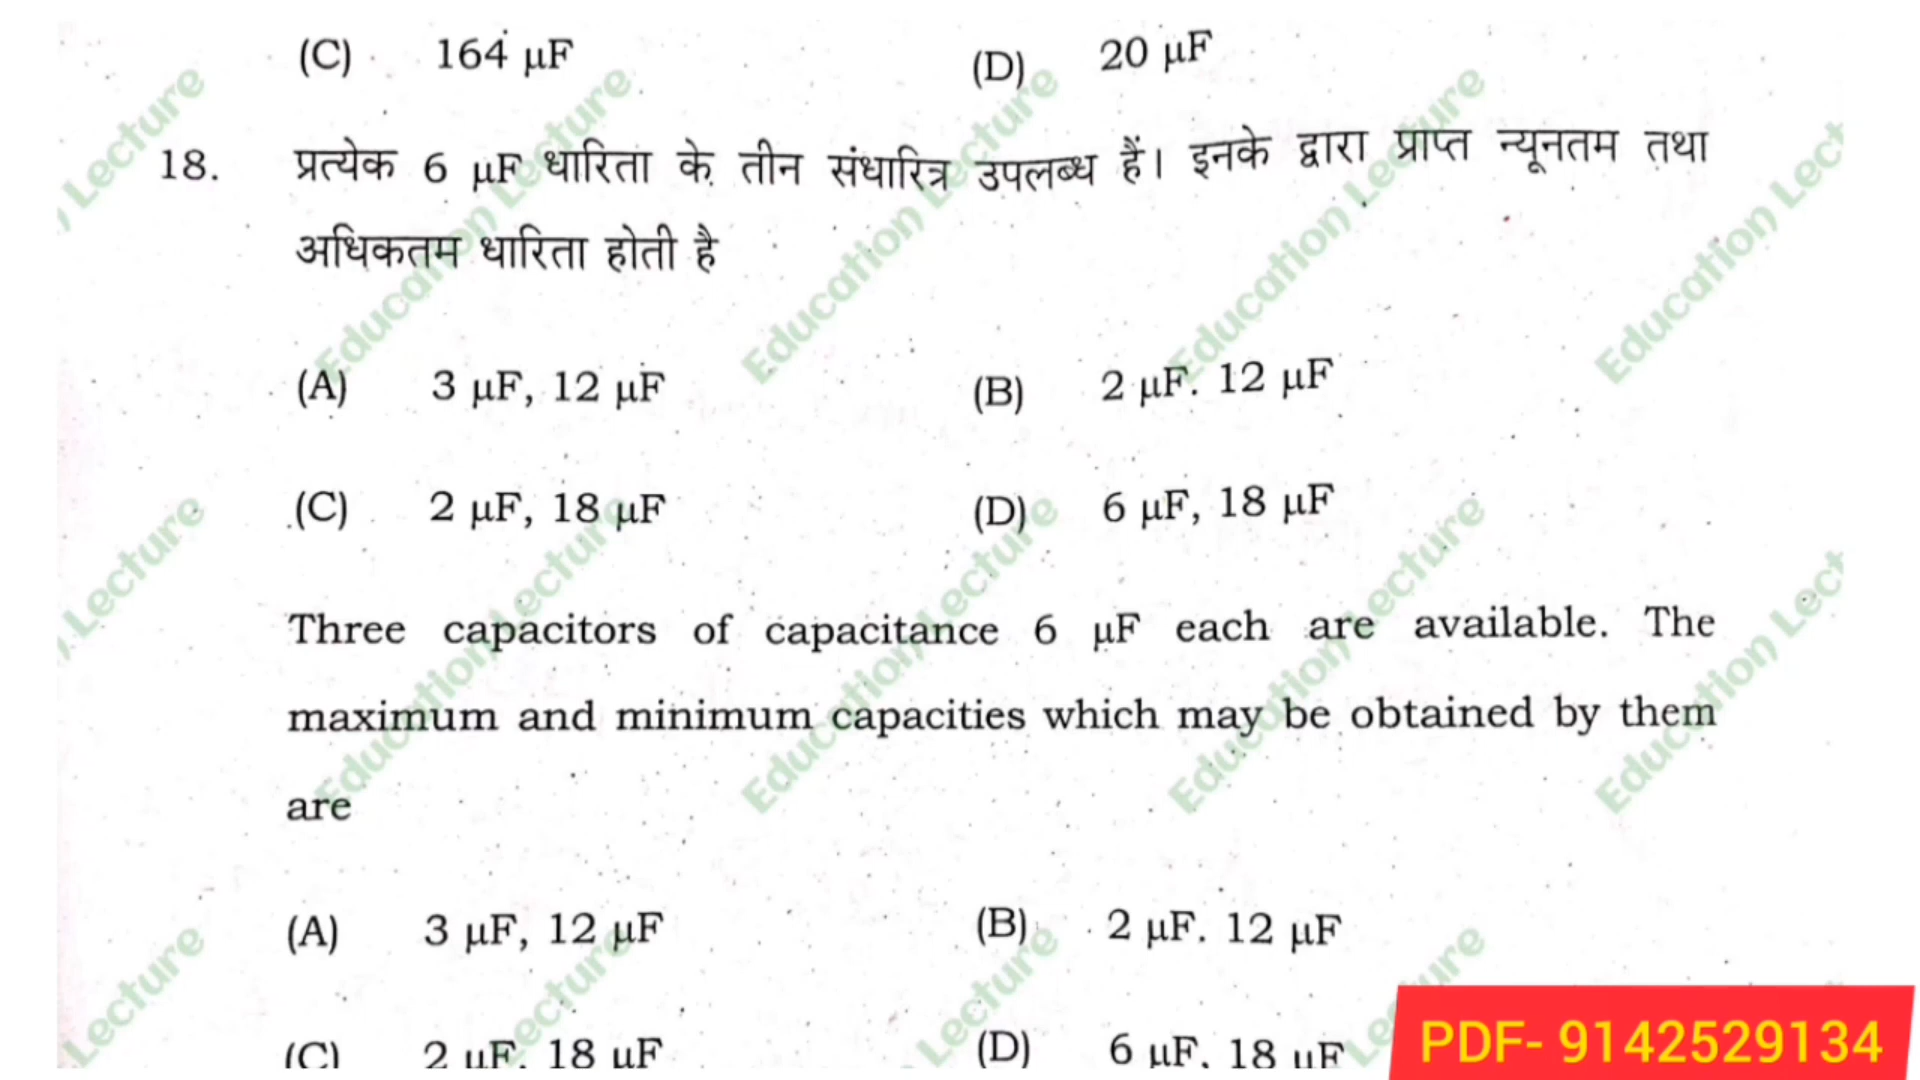 (C) 164 µF (D) 20 µF
18. प्रत्येक 6 µF धारिता के तीन संधारित्र उपलब्ध हैं। इनके द्वारा प्राप्त न्यूनतम तथा
अधिकतम धारिता होती है
(A) 3 µF, 12 µF (B) 2 µF. 12 µF
(C) 2 µF, 18 µF (D) 6 µF, 18 µF
Three capacitors of capacitance 6 µF each are available. The
maximum and minimum capacities which may be obtained by them
are
(A) 3 µF, 12 µF (B) 2 µF. 12 µF
(C) 2 µF, 18 µF (D) 6 µF, 18 µF
PDF- 9142529134
Education Lecture